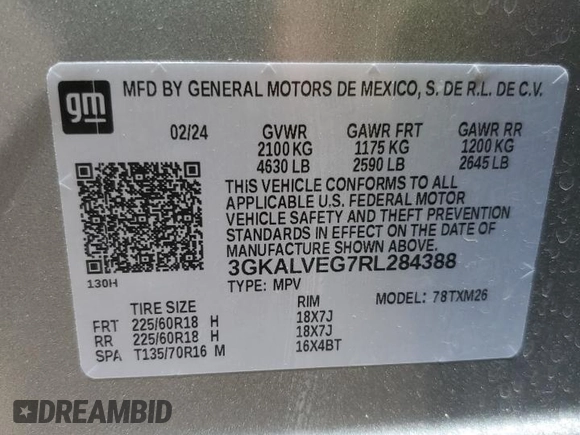 gm
MFD BY GENERAL MOTORS DE MEXICO, S. DE R.L. DE C.V.
02/24 GVWR GAWR FRT GAWR RR
2100 KG 1175 KG 1200 KG
4630 LB 2590 LB 2645 LB
THIS VEHICLE CONFORMS TO ALL
APPLICABLE U.S. FEDERAL MOTOR
VEHICLE SAFETY AND THEFT PREVENTION
STANDARDS IN EFFECT ON THE DATE OF
MANUFACTURE SHOWN ABOVE.
3GKALVEG7RL284388
130H
TYPE: MPV MODEL: 78TXM26
TIRE SIZE RIM
FRT 225/60R18 H 18X7J
RR 225/60R18 H 18X7J
SPA T135/70R16 M 16X4BT
DREAMBID